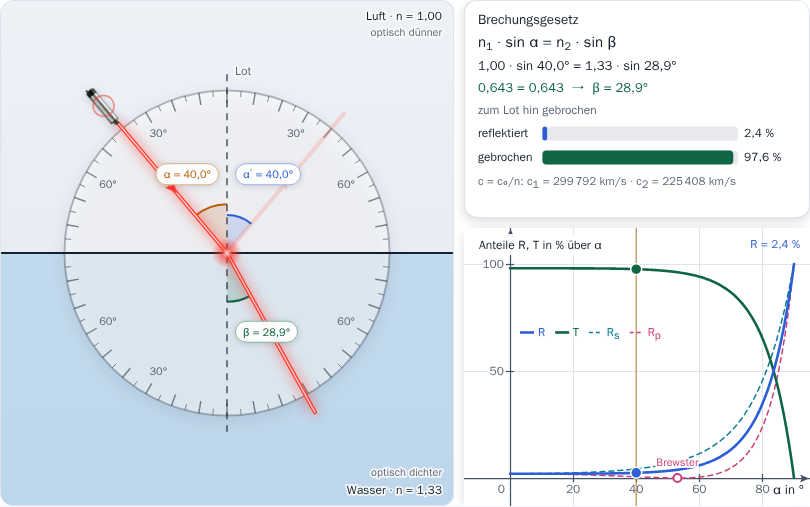 Luft · n = 1,00
optisch dünner
Lot
30°
30°
60°
60°
α = 40,0°
α´ = 40,0°
β = 28,9°
60°
60°
30°
optisch dichter
Wasser · n = 1,33
Brechungsgesetz
n₁ · sin α = n₂ · sin β
1,00 · sin 40,0° = 1,33 · sin 28,9°
0,643 = 0,643 → β = 28,9°
zum Lot hin gebrochen
reflektiert 2,4 %
gebrochen 97,6 %
c = c₀/n: c₁ = 299 792 km/s · c₂ = 225 408 km/s
Anteile R, T in % über α
R = 2,4 %
100
R T Rₛ Rₚ
50
Brewster
0 20 40 60 80 α in °